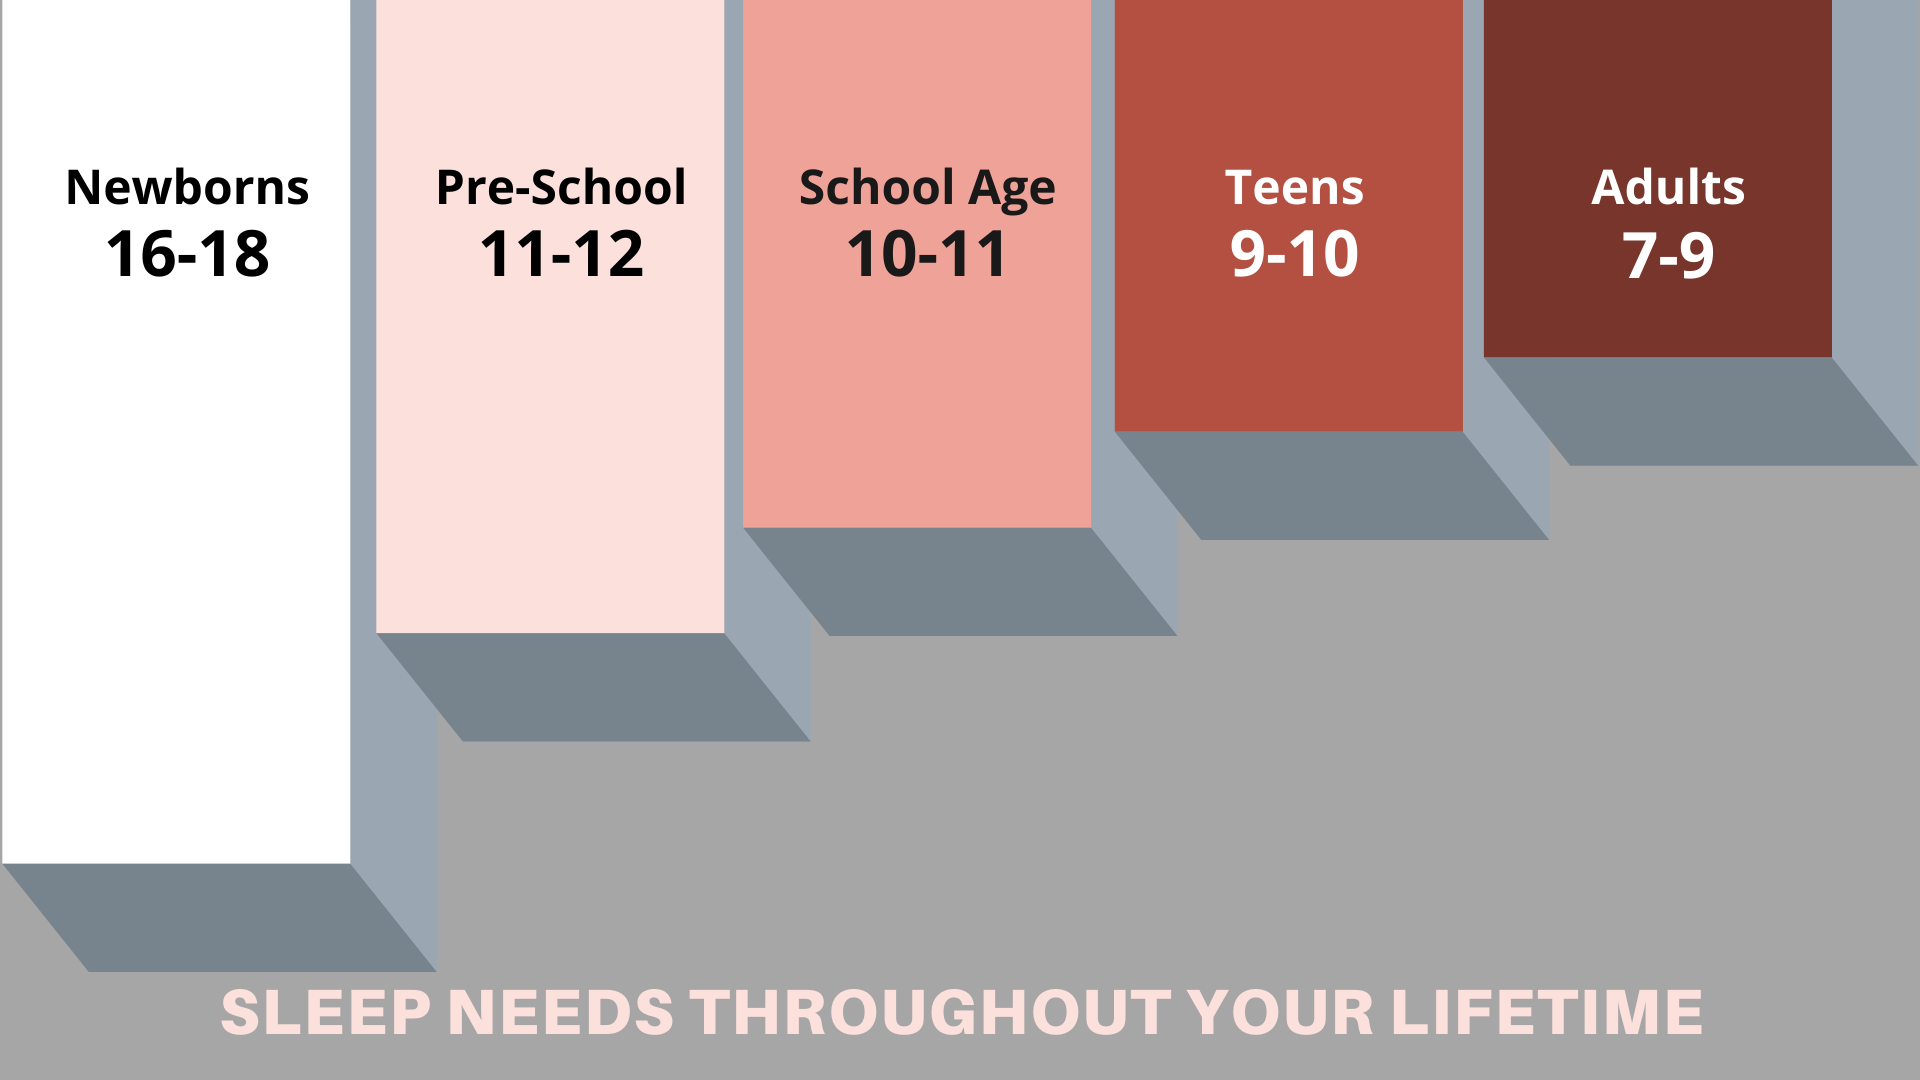 Newborns
16-18
Pre-School
11-12
School Age
10-11
Teens
9-10
Adults
7-9
SLEEP NEEDS THROUGHOUT YOUR LIFETIME